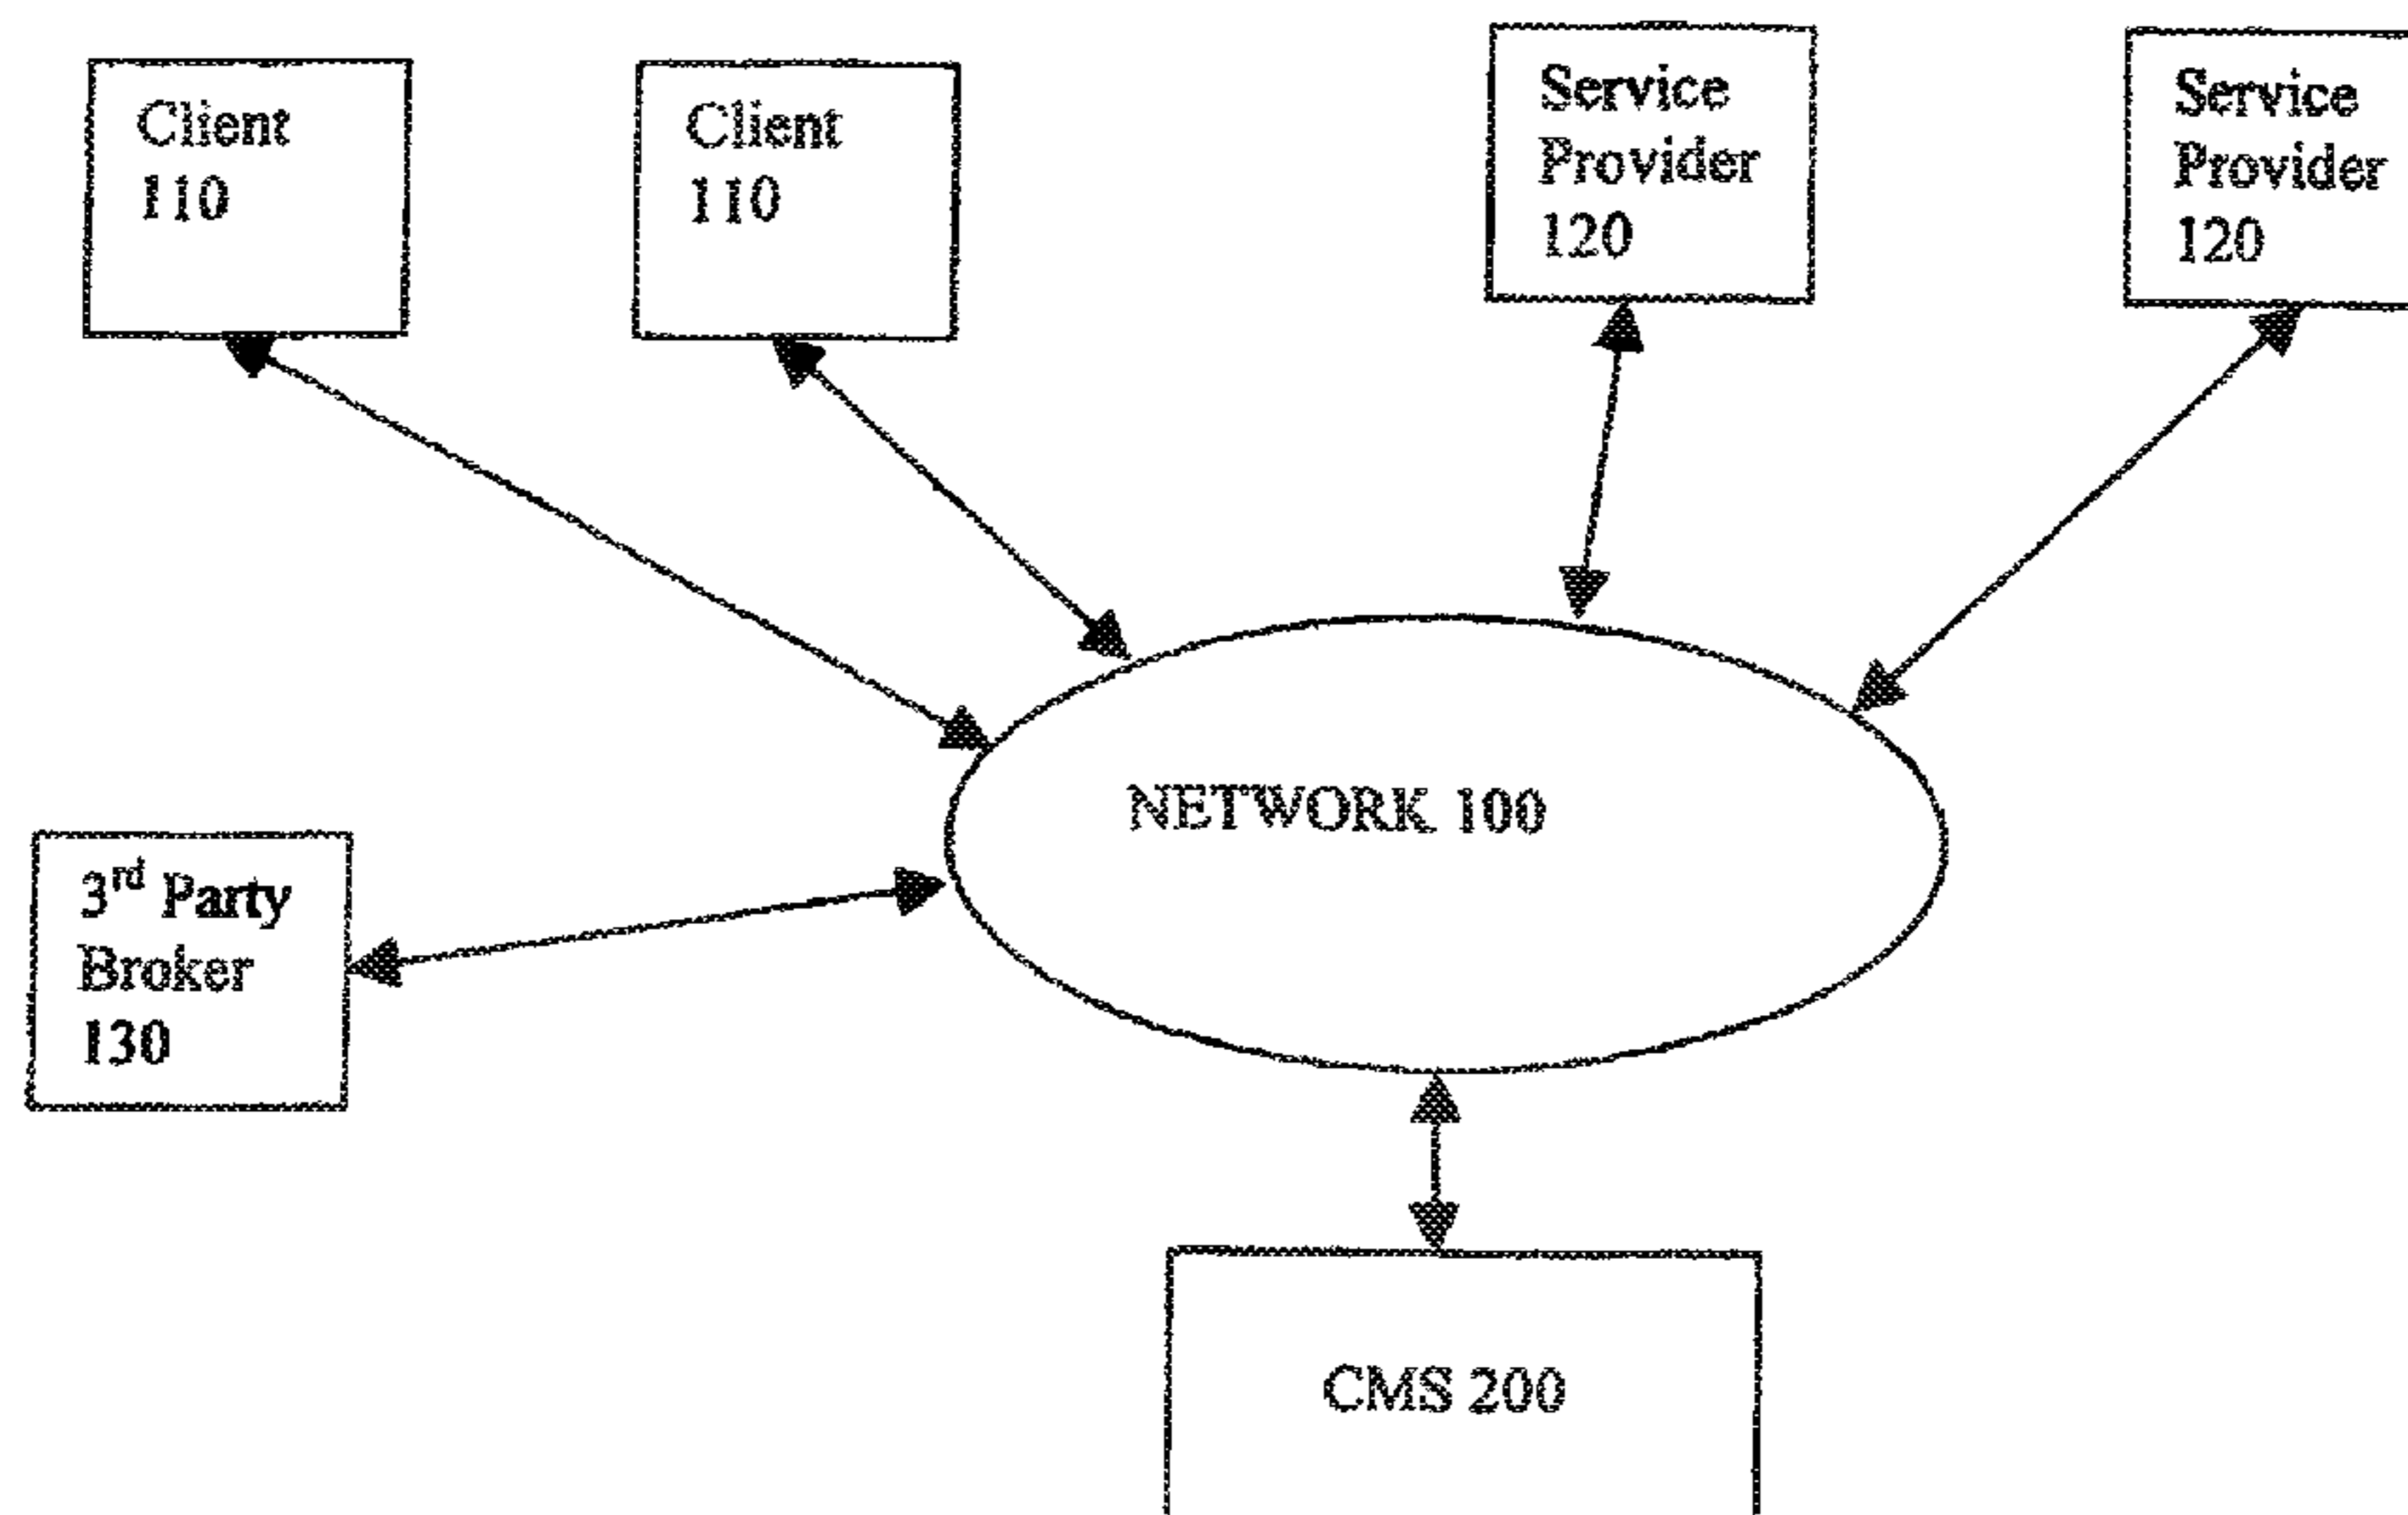 Client
110
Client
110
Service
Provider
120
Service
Provider
120
NETWORK 100
3rd Party
Broker
130
CMS 200